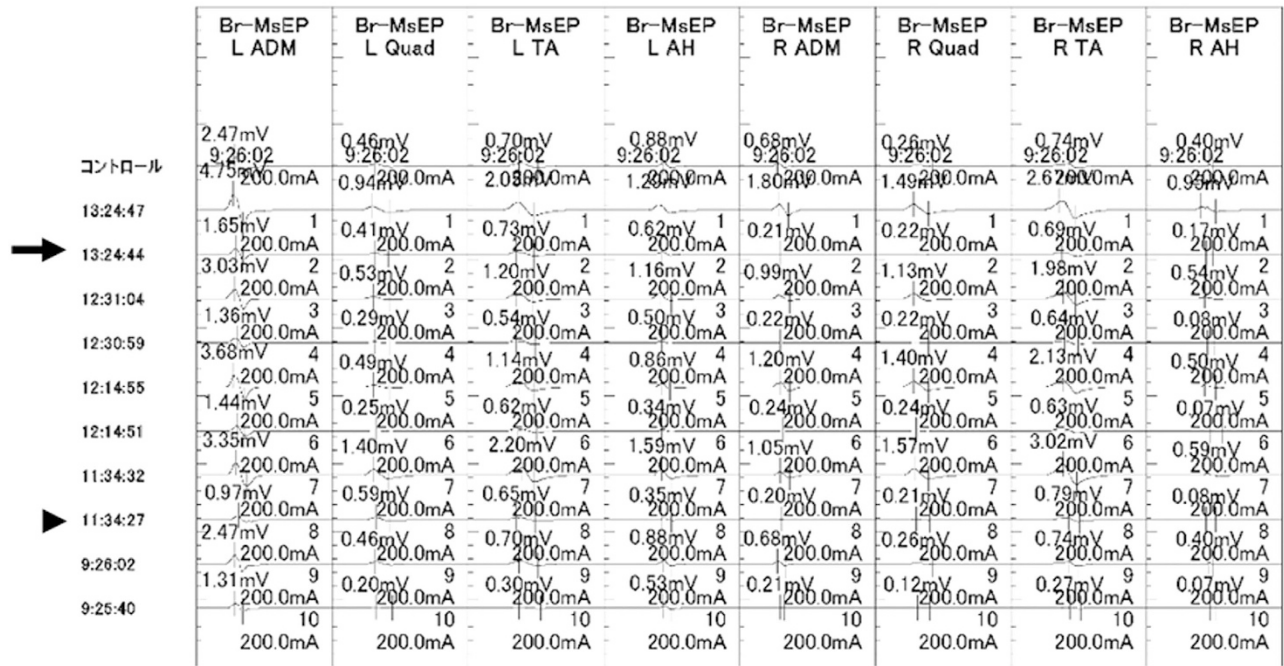 Br-MsEP Br-MsEP Br-MsEP Br-MsEP Br-MsEP Br-MsEP Br-MsEP Br-MsEP
L ADM L Quad L TA L AH R ADM R Quad R TA R AH
2.47mV 0.46mV 0.70mV 0.88mV 0.68mV 0.26mV 0.74mV 0.40mV
9:26:02 9:26:02 9:26:02 9:26:02 9:26:02 9:26:02 9:26:02 9:26:02
コントロール 200.0mA 200.0mA 200.0mA 200.0mA 200.0mA 200.0mA 200.0mA
4.75mV 0.94mV 1.80mV 1.49mV
13:24:47
1 1 1 1 1 1 1 1
1.65mV 0.41mV 0.73mV 0.62mV 0.21mV 0.22mV 0.69mV 0.17mV
13:24:44 200.0mA 200.0mA 200.0mA 200.0mA 200.0mA 200.0mA 200.0mA 200.0mA
3.03mV 0.53mV 2 1.20mV 2 1.16mV 2 0.99mV 2 1.13mV 2 1.98mV 2 0.54mV 2
12:31:04 200.0mA 200.0mA 200.0mA 200.0mA 200.0mA 200.0mA 200.0mA 200.0mA
1.36mV 3 0.29mV 3 0.54mV 3 0.50mV 3 0.22mV 3 0.22mV 3 0.64mV 3 0.08mV 3
12:30:59 200.0mA 200.0mA 200.0mA 200.0mA 200.0mA 200.0mA 200.0mA 200.0mA
3.68mV 4 0.49mV 4 1.14mV 4 0.86mV 4 1.20mV 4 1.40mV 4 2.13mV 4 0.50mV 4
12:14:55 200.0mA 200.0mA 200.0mA 200.0mA 200.0mA 200.0mA 200.0mA 200.0mA
1.44mV 5 0.25mV 5 0.62mV 5 0.34mV 5 0.24mV 5 0.24mV 5 0.63mV 5 0.07mV 5
12:14:51 200.0mA 200.0mA 200.0mA 200.0mA 200.0mA 200.0mA 200.0mA 200.0mA
3.35mV 6 1.40mV 6 2.20mV 6 1.59mV 6 1.05mV 6 1.57mV 6 3.02mV 6 0.59mV 6
11:34:32 200.0mA 200.0mA 200.0mA 200.0mA 200.0mA 200.0mA 200.0mA 200.0mA
0.97mV 7 0.59mV 7 0.65mV 7 0.35mV 7 0.20mV 7 0.21mV 7 0.79mV 7 0.08mV 7
11:34:27 200.0mA 200.0mA 200.0mA 200.0mA 200.0mA 200.0mA 200.0mA 200.0mA
2.47mV 8 0.46mV 8 0.70mV 8 0.88mV 8 0.68mV 8 0.26mV 8 0.74mV 8 0.40mV 8
9:26:02 200.0mA 200.0mA 200.0mA 200.0mA 200.0mA 200.0mA 200.0mA 200.0mA
1.31mV 9 0.20mV 9 0.30mV 9 0.53mV 9 0.21mV 9 0.12mV 9 0.27mV 9 0.07mV 9
9:25:40 200.0mA 200.0mA 200.0mA 200.0mA 200.0mA 200.0mA 200.0mA 200.0mA
10 10 10 10 10 10 10 10
200.0mA 200.0mA 200.0mA 200.0mA 200.0mA 200.0mA 200.0mA 200.0mA